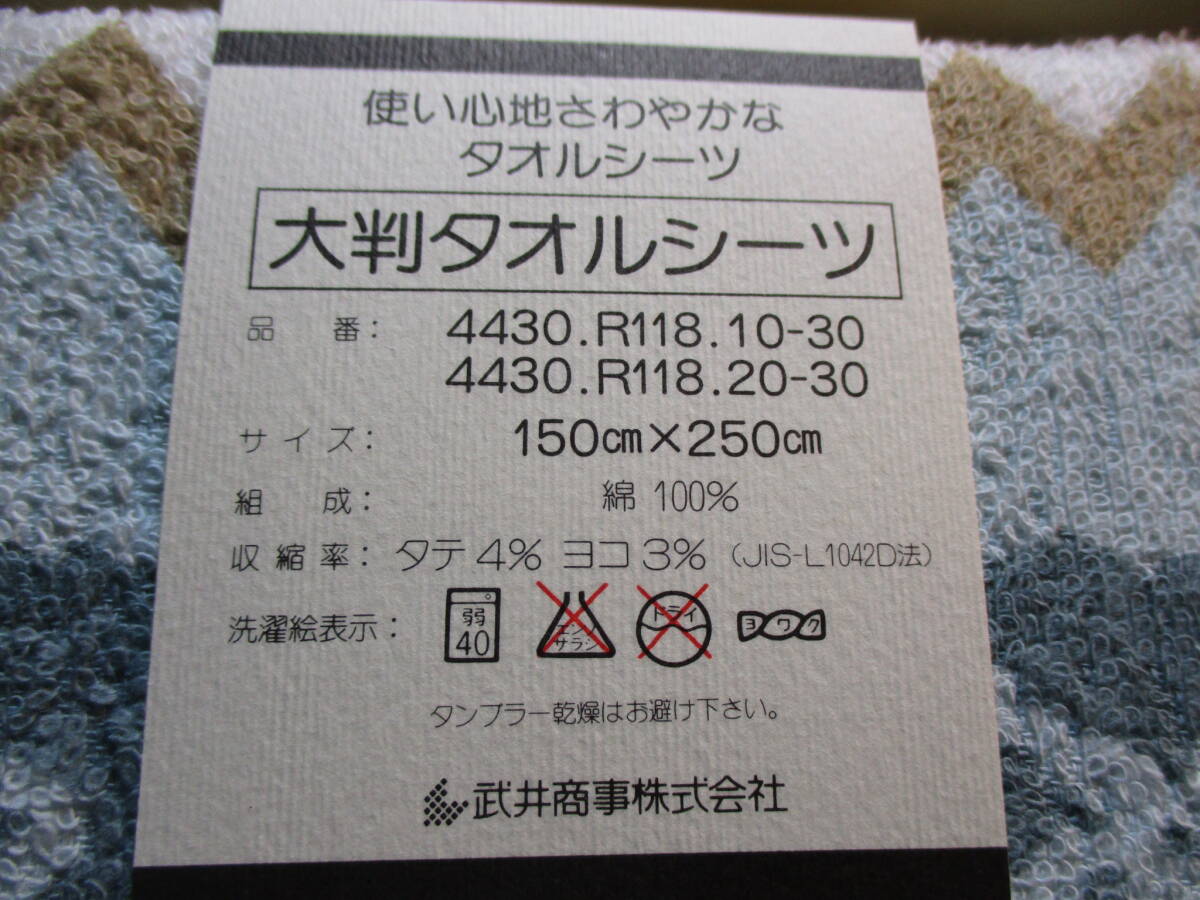 使い心地さわやかな
タオルシーツ
大判タオルシーツ
品番： 4430.R118.10-30
4430.R118.20-30
サイズ： 150㎝×250㎝
組成： 綿 100%
収縮率： タテ 4% ヨコ 3% (JIS-L1042D法)
洗濯絵表示： 弱 40 エンソ サラシ ドライ ヨワク
タンブラー乾燥はお避け下さい。
武井商事株式会社